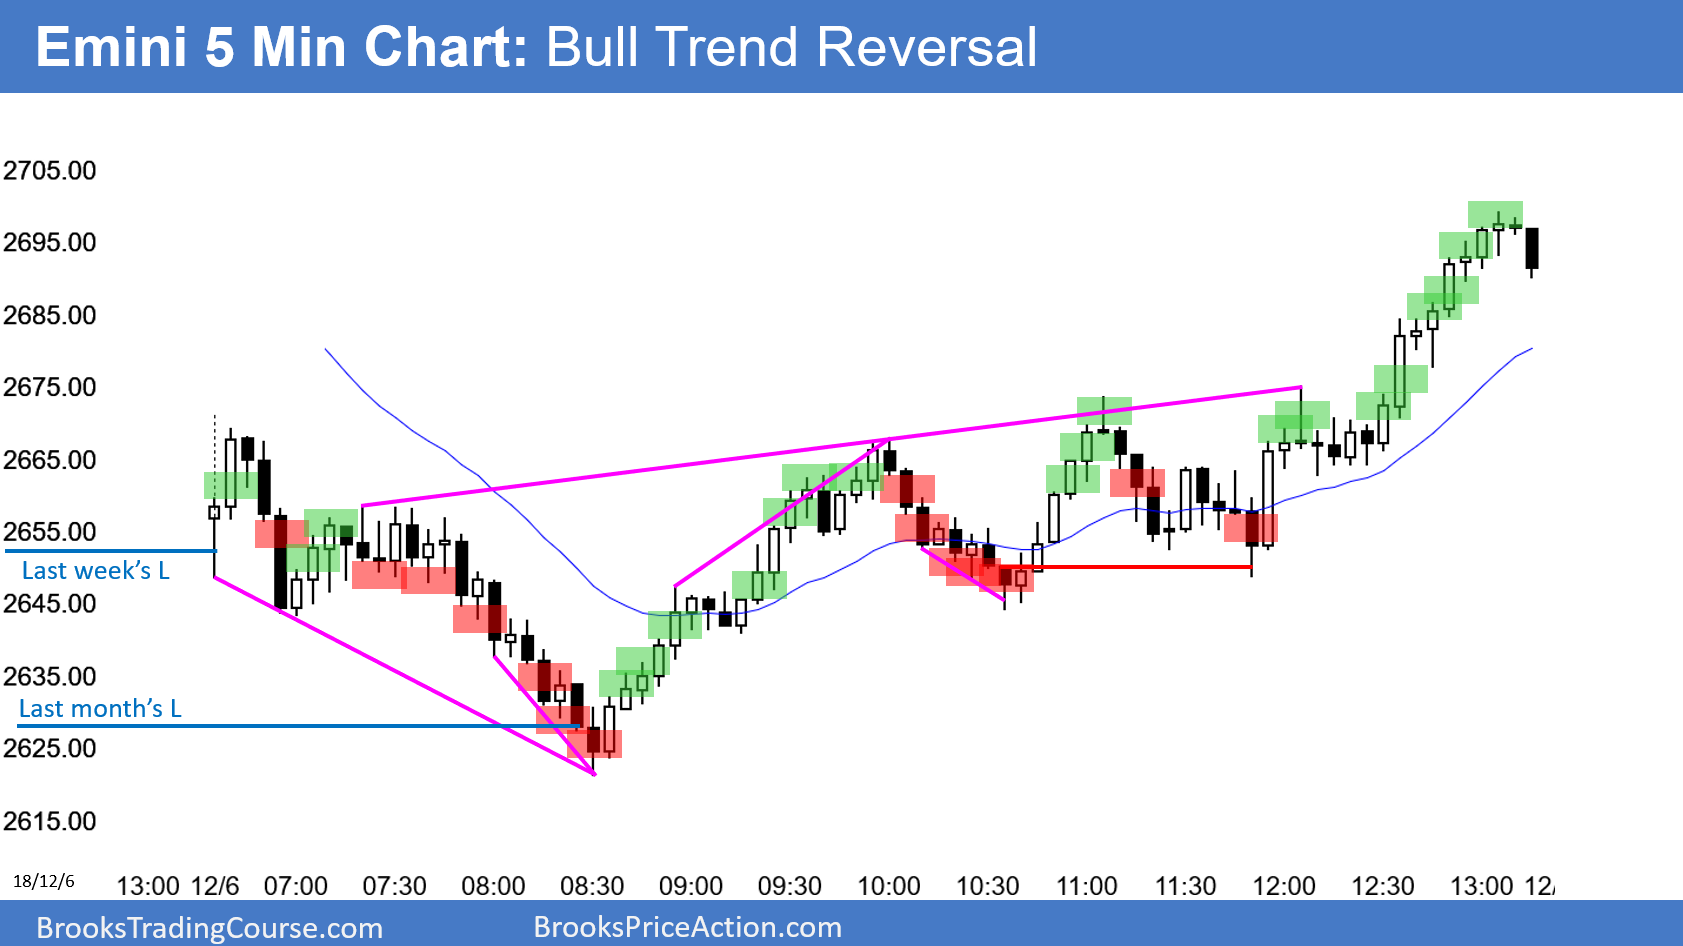 Emini 5 Min Chart: Bull Trend Reversal
2705.00
2695.00
2685.00
2675.00
2665.00
2655.00
Last week's L
2645.00
2635.00
Last month's L
2625.00
2615.00
18/12/6
13:00 12/6 07:00 07:30 08:00 08:30 09:00 09:30 10:00 10:30 11:00 11:30 12:00 12:30 13:00 12/
BrooksTradingCourse.com BrooksPriceAction.com